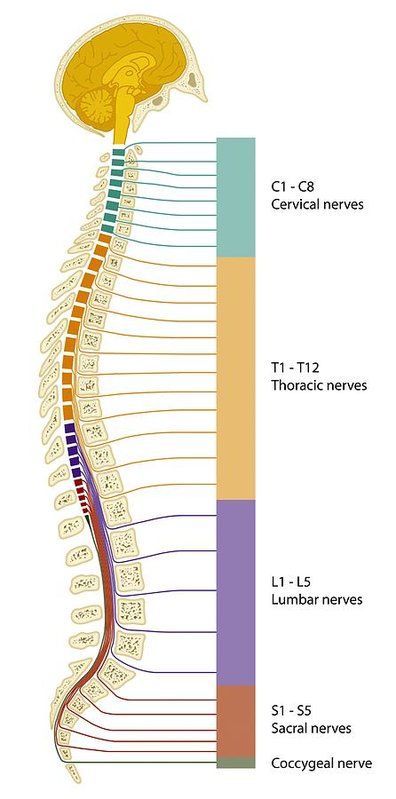 C1 - C8
Cervical nerves
T1 - T12
Thoracic nerves
L1 - L5
Lumbar nerves
S1 - S5
Sacral nerves
Coccygeal nerve